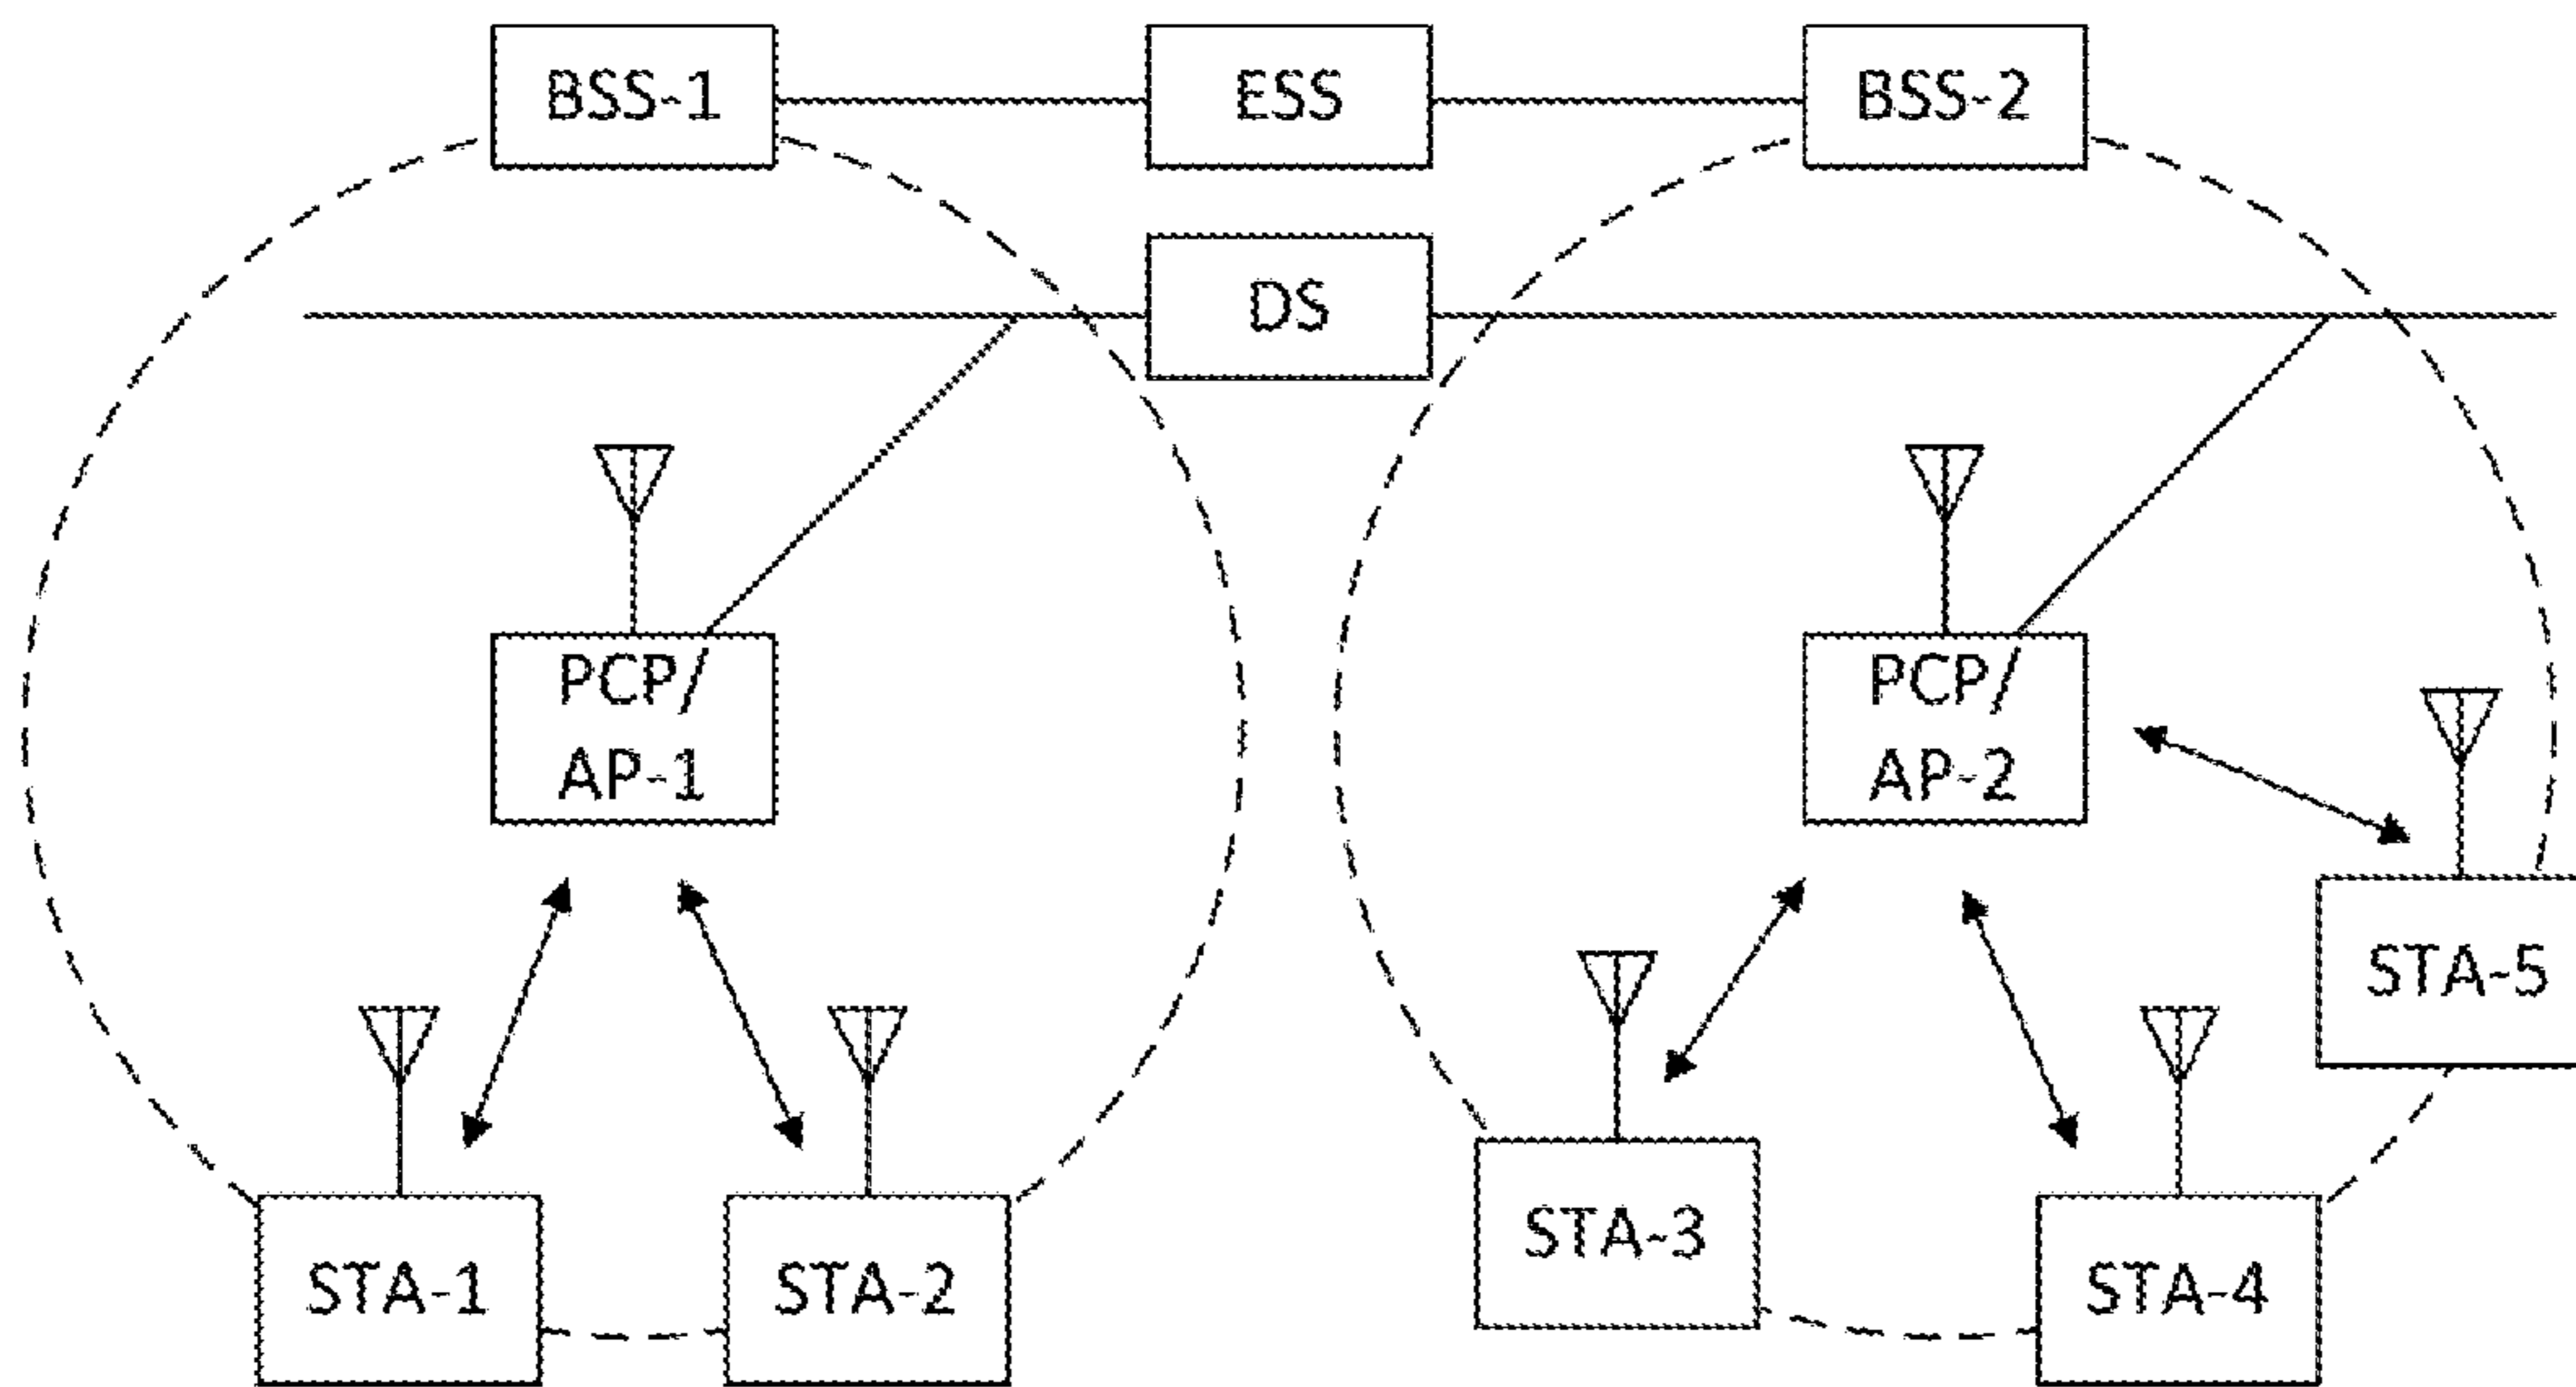 BSS-1
ESS
BSS-2
DS
PCP/
AP-1
PCP/
AP-2
STA-5
STA-3
STA-1
STA-2
STA-4